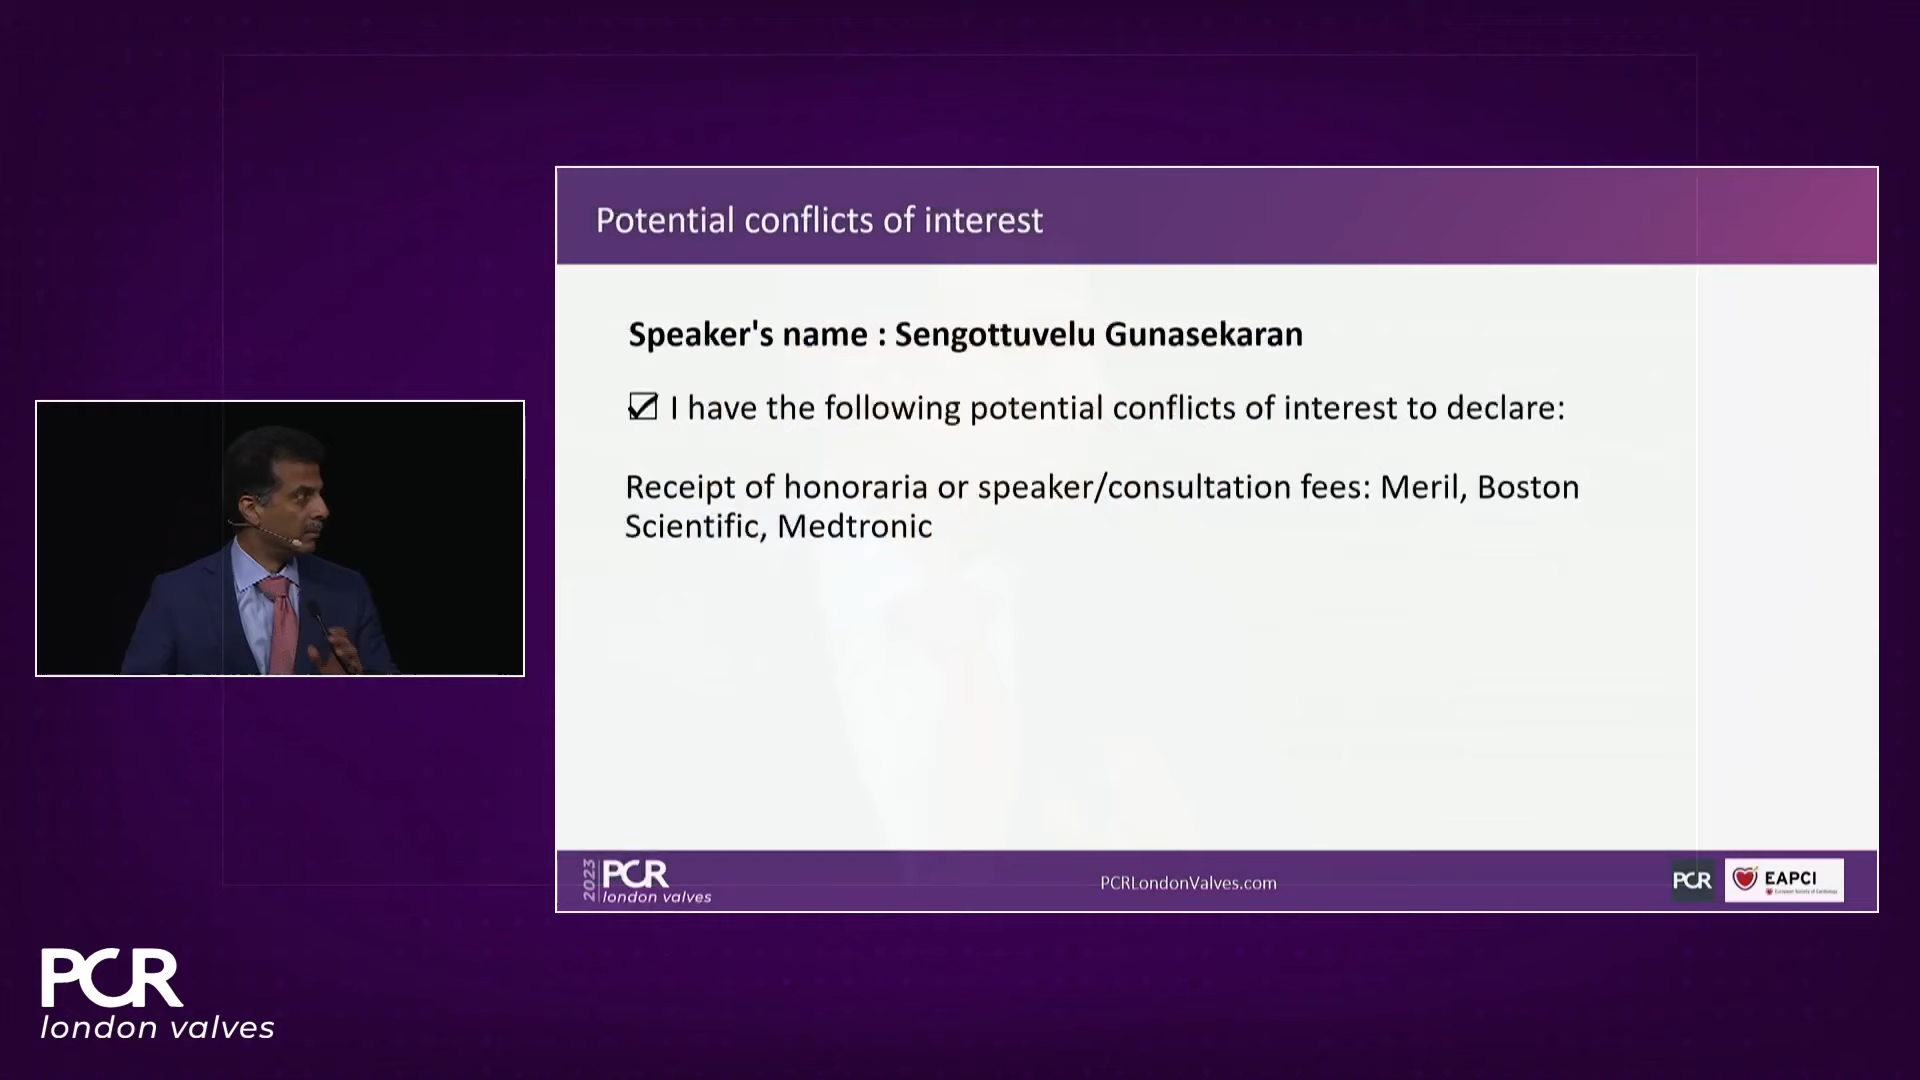 Potential conflicts of interest
Speaker's name : Sengottuvelu Gunasekaran
☑ I have the following potential conflicts of interest to declare:
Receipt of honoraria or speaker/consultation fees: Meril, Boston
Scientific, Medtronic
2023
PCR
london valves
PCRLondonValves.com
PCR
EAPCI
PCR
london valves